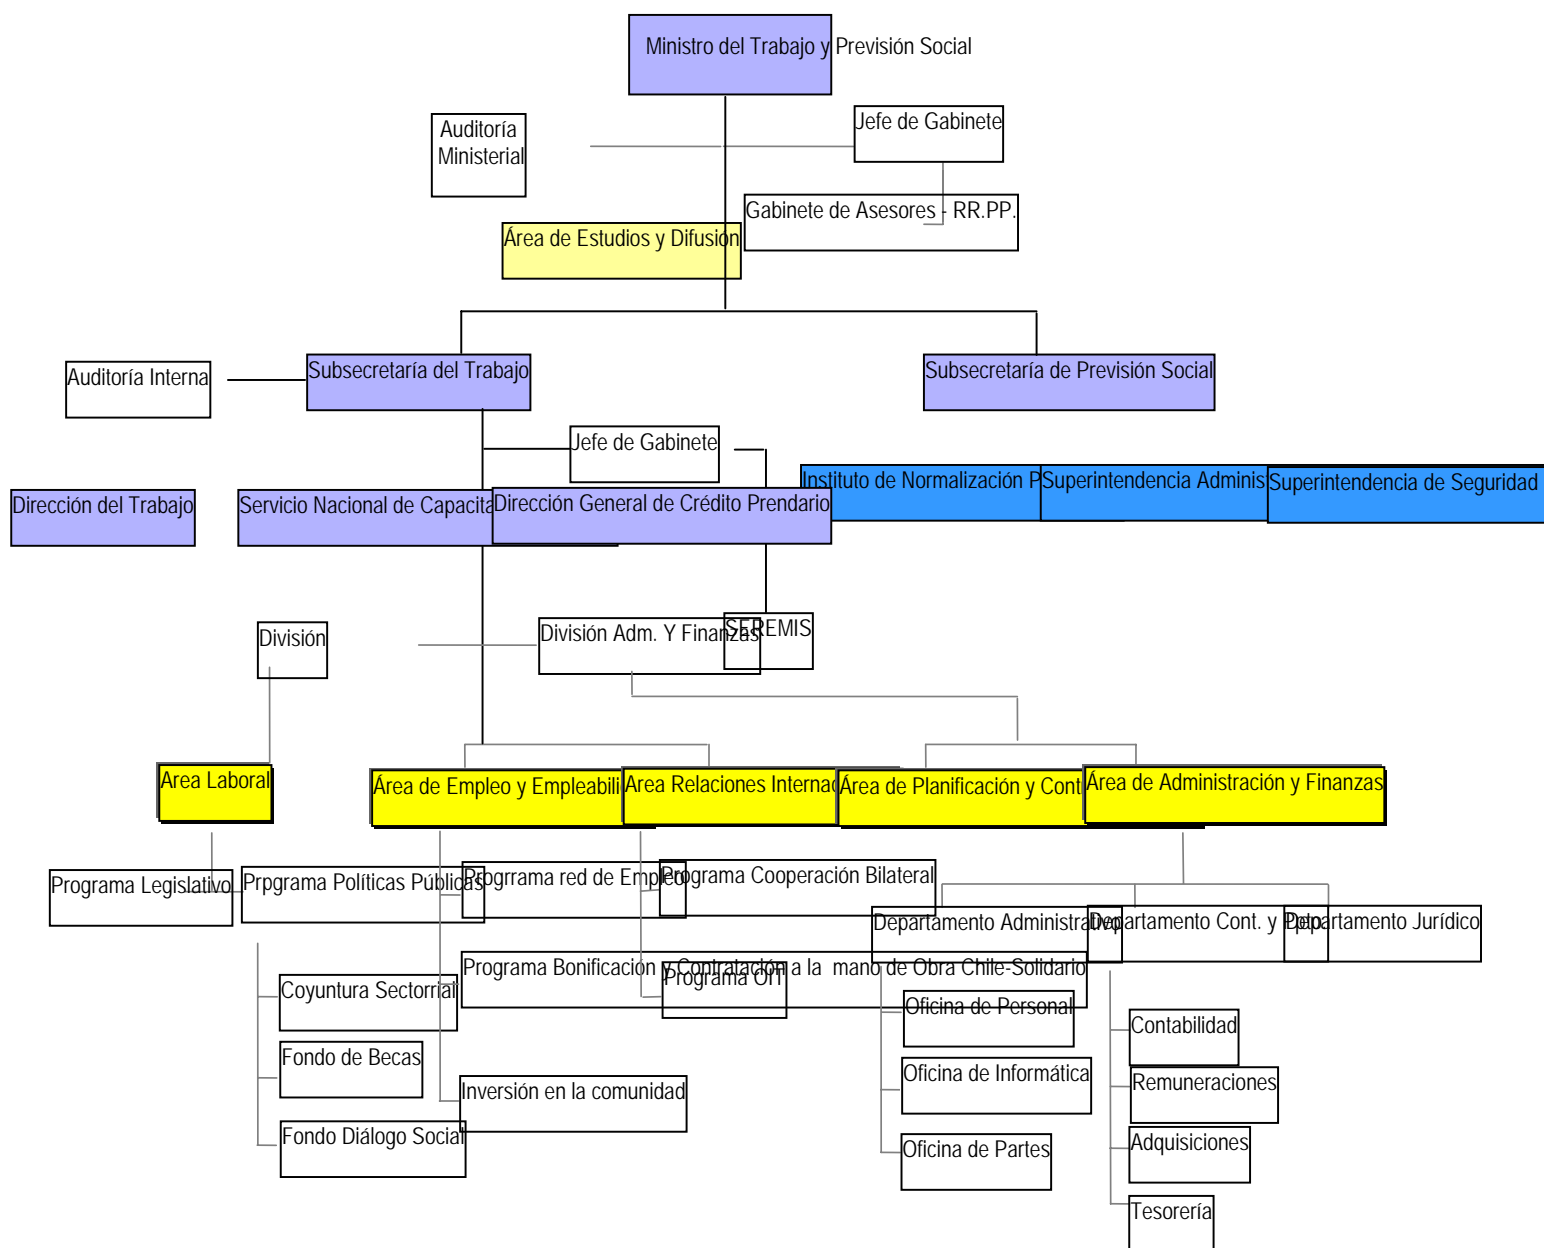 Ministro del Trabajo y Previsión Social
Auditoría
Ministerial
Jefe de Gabinete
Gabinete de Asesores - RR.PP.
Área de Estudios y Difusión
Auditoría Interna
Subsecretaría del Trabajo
Subsecretaría de Previsión Social
Jefe de Gabinete
Dirección del Trabajo
Servicio Nacional de Capacita
Dirección General de Crédito Prendario
Instituto de Normalización P
Superintendencia Adminis
Superintendencia de Seguridad
División
División Adm. Y Finanzas
SEREMIS
Area Laboral
Área de Empleo y Empleabili
Area Relaciones Internac
Área de Planificación y Cont
Área de Administración y Finanzas
Programa Legislativo
Prpgrama Políticas Públicas
Progrrama red de Empleo
Programa Cooperación Bilateral
Departamento Administrativo
Departamento Cont. y Ppto.
Departamento Jurídico
Coyuntura Sectorrial
Programa Bonificación y Contratación a la mano de Obra Chile-Solidario
Programa OIT
Oficina de Personal
Contabilidad
Fondo de Becas
Inversión en la comunidad
Oficina de Informática
Remuneraciones
Fondo Diálogo Social
Oficina de Partes
Adquisiciones
Tesorería